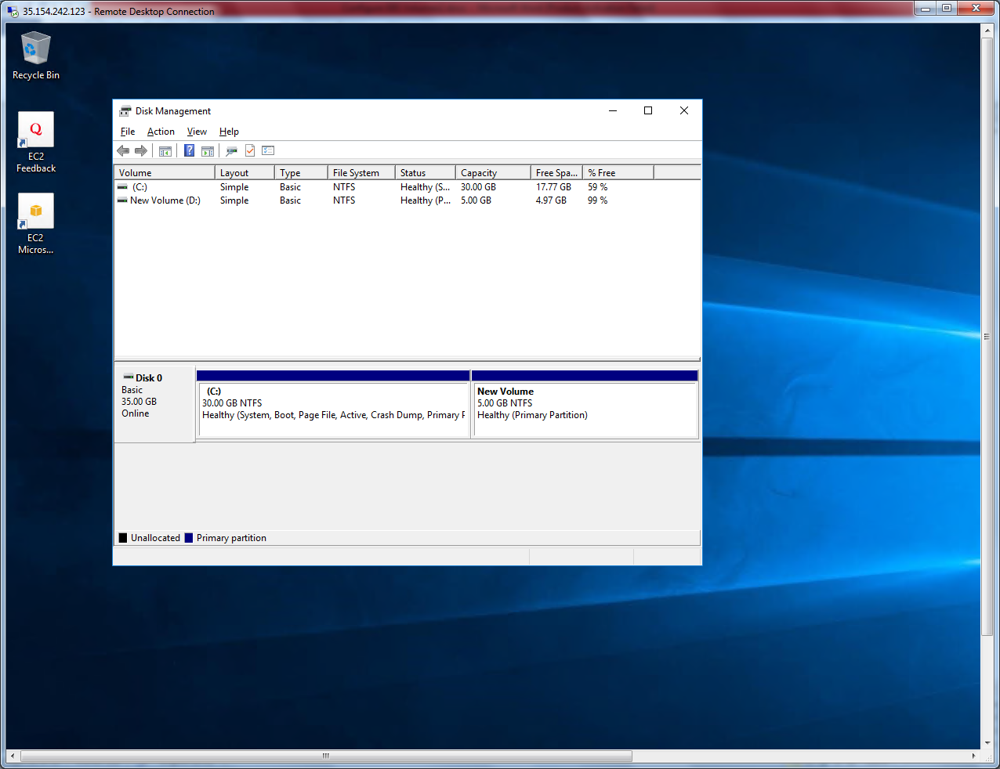 35.154.242.123 - Remote Desktop Connection
Recycle Bin
EC2
Feedback
EC2
Micros...
Disk Management
File Action View Help
Volume Layout Type File System Status Capacity Free Spa... % Free
(C:) Simple Basic NTFS Healthy (S... 30.00 GB 17.77 GB 59 %
New Volume (D:) Simple Basic NTFS Healthy (P... 5.00 GB 4.97 GB 99 %
Disk 0
Basic
35.00 GB
Online
(C:)
30.00 GB NTFS
Healthy (System, Boot, Page File, Active, Crash Dump, Primary
New Volume
5.00 GB NTFS
Healthy (Primary Partition)
Unallocated Primary partition